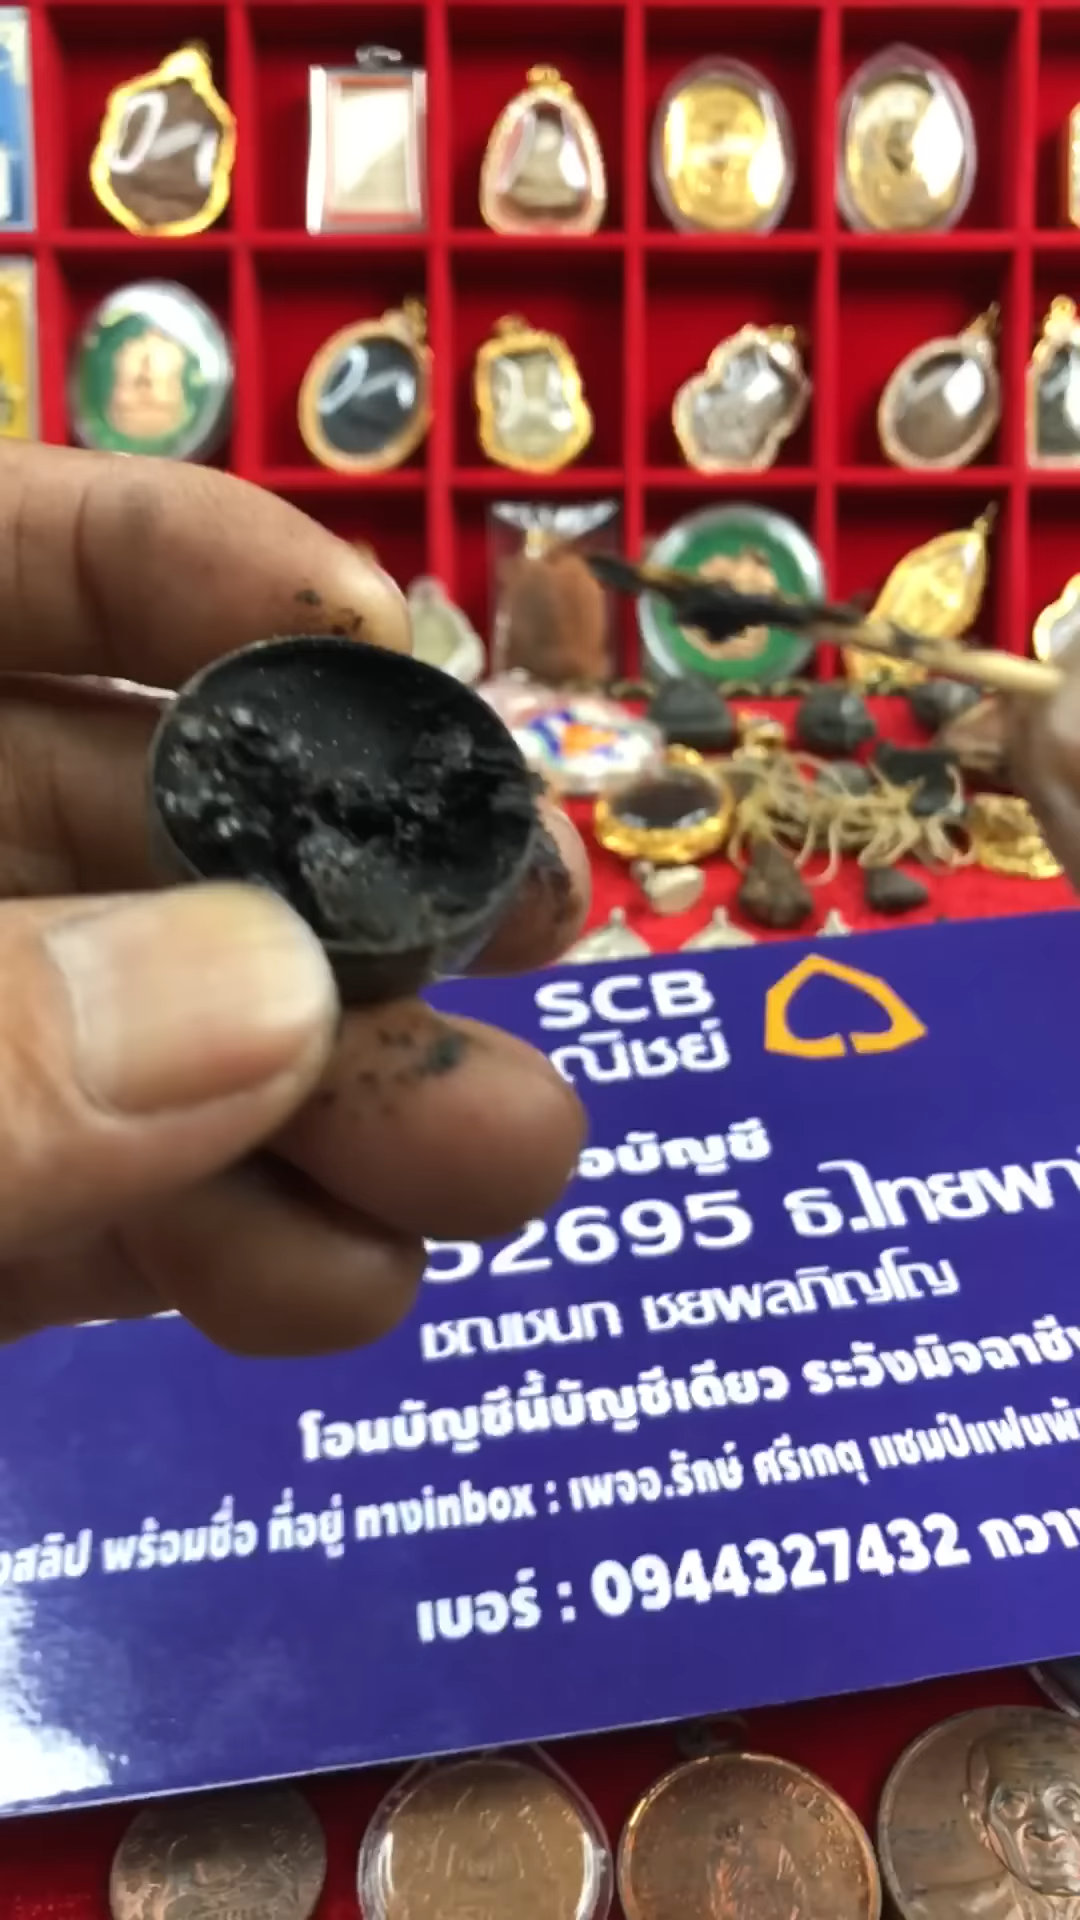 SCB
ณิชย์
อบัญชี
52695 ธ.ไทยพา
ชณชนก ชยพลภิญโญ
โอนบัญชีนี้บัญชีเดียว ระวังมิจฉาชีพ
สลิป พร้อมชื่อ ที่อยู่ ทางinbox : เพจอ.รักษ์ ศรีเกตุ แชมป์แฟนพั
เบอร์ : 0944327432 กวาง